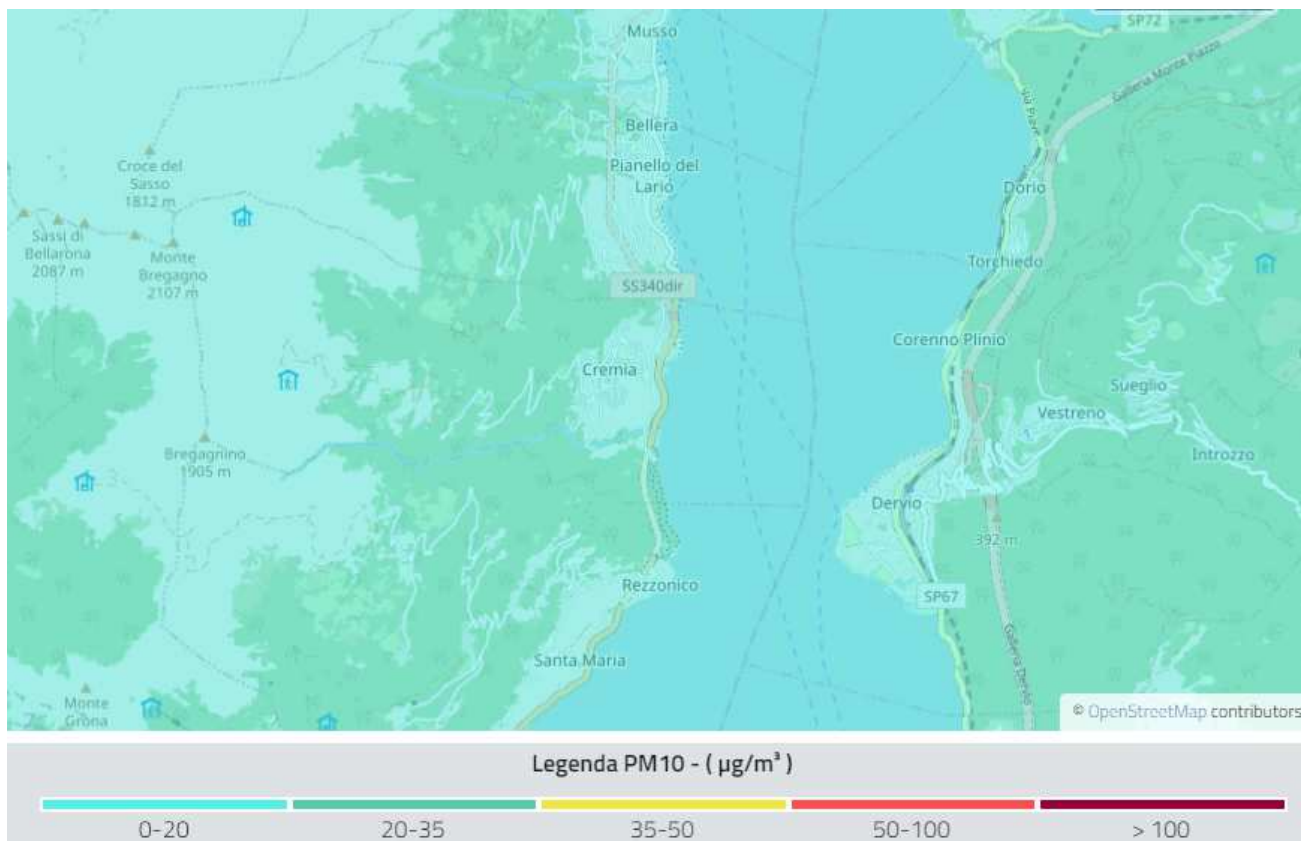 SP72
Musso
Galleria Monte Piazzo
Via Piave
Bellera
Croce del
Sasso
1812 m
Pianello del
Lario
Dorio
Sassi di
Bellarona
2087 m
Monte
Bregagno
2107 m
Torchiedo
SS340dir
Corenno Plinio
Cremia
Sueglio
Vestreno
Bregagnino
1905 m
Introzzo
Dervio
392 m
Rezzonico
SP67
Santa Maria
Galleria Dervio
Monte
Grona
© OpenStreetMap contributors
Legenda PM10 - ( µg/m³ )
0-20
20-35
35-50
50-100
> 100